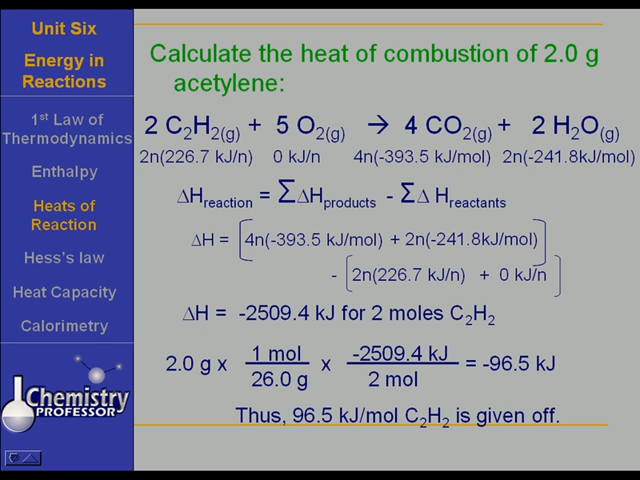 Unit Six
Energy in
Reactions
1st Law of
Thermodynamics
Enthalpy
Heats of
Reaction
Hess's law
Heat Capacity
Calorimetry
Chemistry
PROFESSOR
Calculate the heat of combustion of 2.0 g
acetylene:
2 C2H2(g) + 5 O2(g) → 4 CO2(g) + 2 H2O(g)
2n(226.7 kJ/n) 0 kJ/n 4n(-393.5 kJ/mol) 2n(-241.8kJ/mol)
ΔHreaction = ΣΔHproducts - ΣΔ Hreactants
ΔH = 4n(-393.5 kJ/mol) + 2n(-241.8kJ/mol)
- 2n(226.7 kJ/n) + 0 kJ/n
ΔH = -2509.4 kJ for 2 moles C2H2
2.0 g x 1 mol x -2509.4 kJ = -96.5 kJ
26.0 g 2 mol
Thus, 96.5 kJ/mol C2H2 is given off.